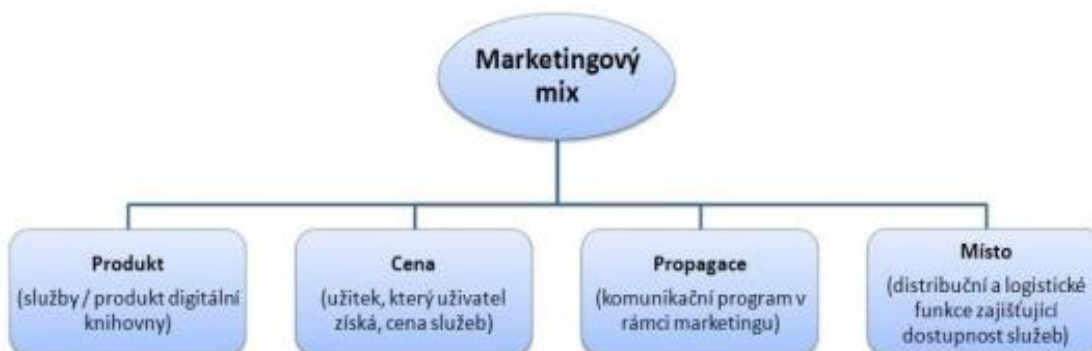 Marketingový
mix
Produkt
(služby / produkt digitální
knihovny)
Cena
(užitek, který uživatel
získá, cena služeb)
Propagace
(komunikační program v
rámci marketingu)
Místo
(distribuční a logistické
funkce zajišťující
dostupnost služeb)